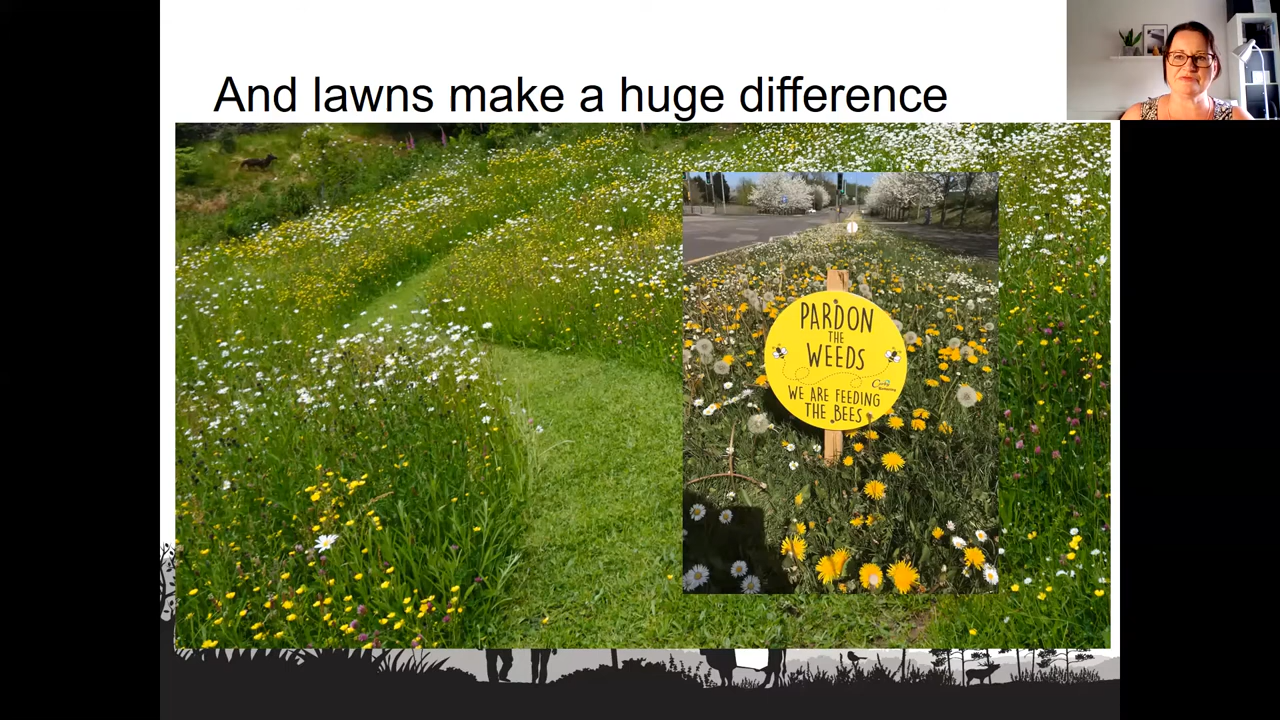 And lawns make a huge difference
PARDON
THE
WEEDS
WE ARE FEEDING
THE BEES